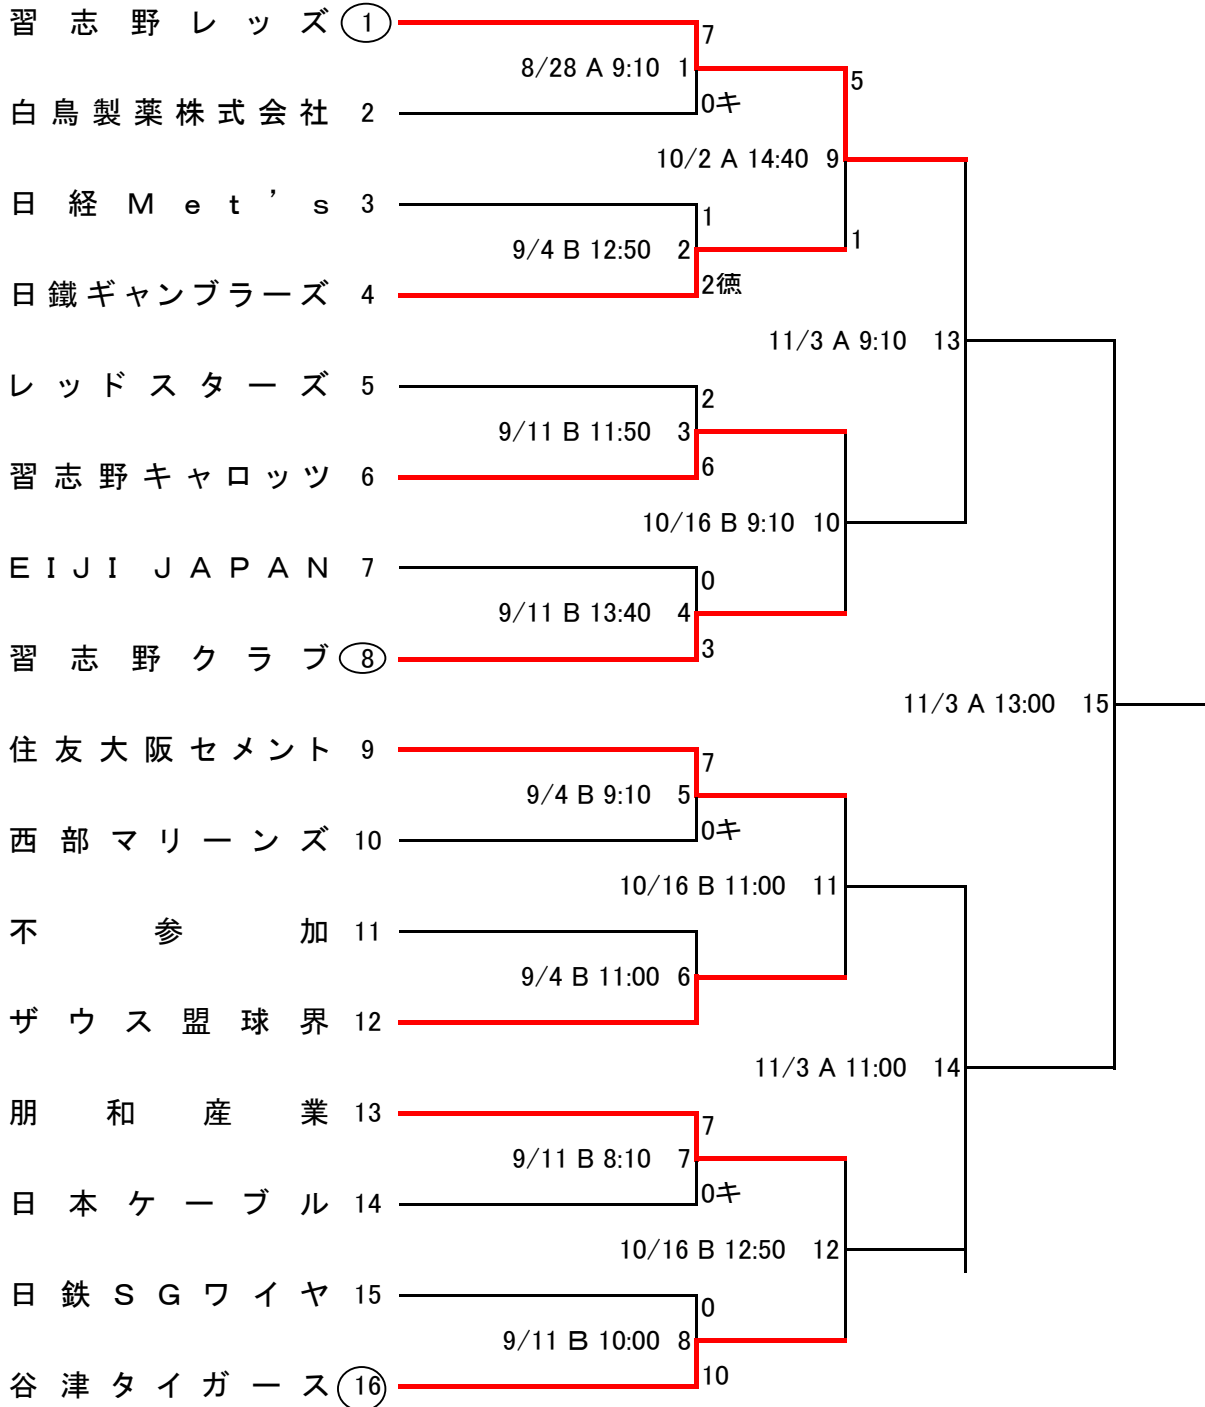 習志野レッズ 1
7
8/28 A 9:10 1
5
白鳥製薬株式会社 2
0キ
10/2 A 14:40 9
日経Met's 3
1
9/4 B 12:50 2
1
日鐵ギャンブラーズ 4
2徳
11/3 A 9:10 13
レッドスターズ 5
2
9/11 B 11:50 3
習志野キャロッツ 6
6
10/16 B 9:10 10
EIJI JAPAN 7
0
9/11 B 13:40 4
習志野クラブ 8
3
11/3 A 13:00 15
住友大阪セメント 9
7
9/4 B 9:10 5
西部マリーンズ 10
0キ
10/16 B 11:00 11
不参加 11
9/4 B 11:00 6
ザウス盟球界 12
11/3 A 11:00 14
朋和産業 13
7
9/11 B 8:10 7
日本ケーブル 14
0キ
10/16 B 12:50 12
日鉄SGワイヤ 15
0
9/11 B 10:00 8
谷津タイガース 16
10